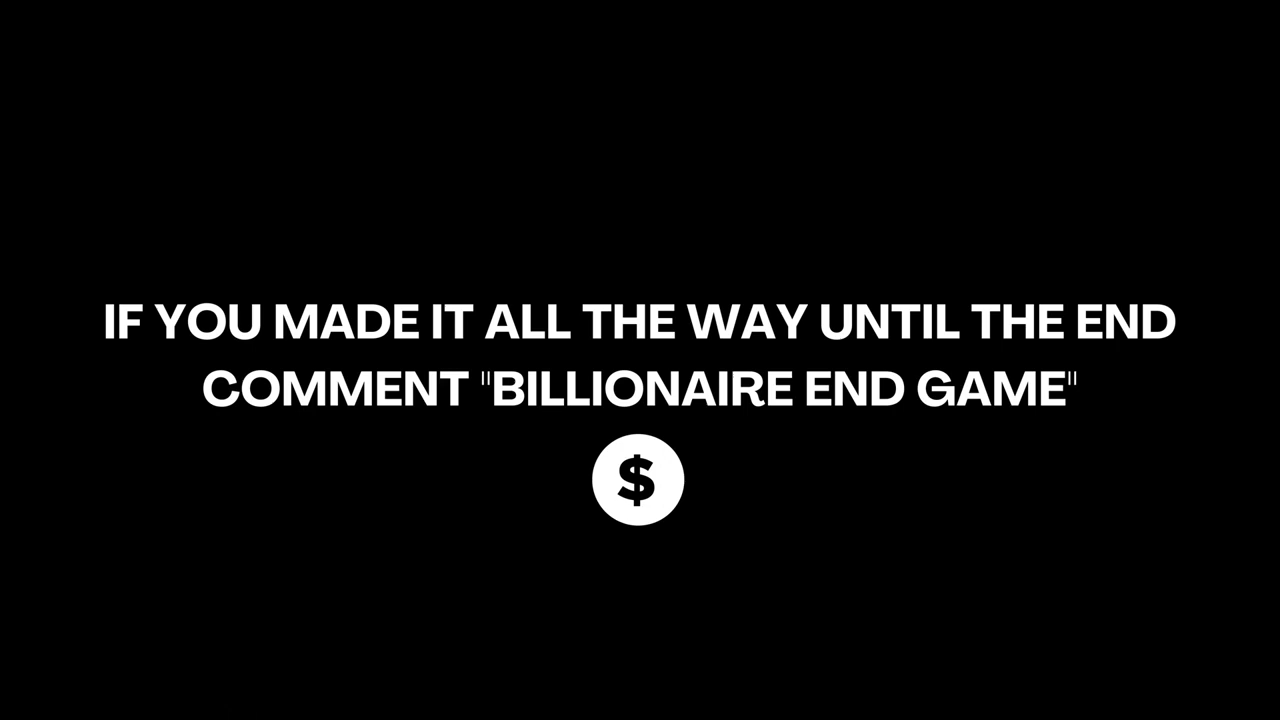 IF YOU MADE IT ALL THE WAY UNTIL THE END
COMMENT "BILLIONAIRE END GAME"
$